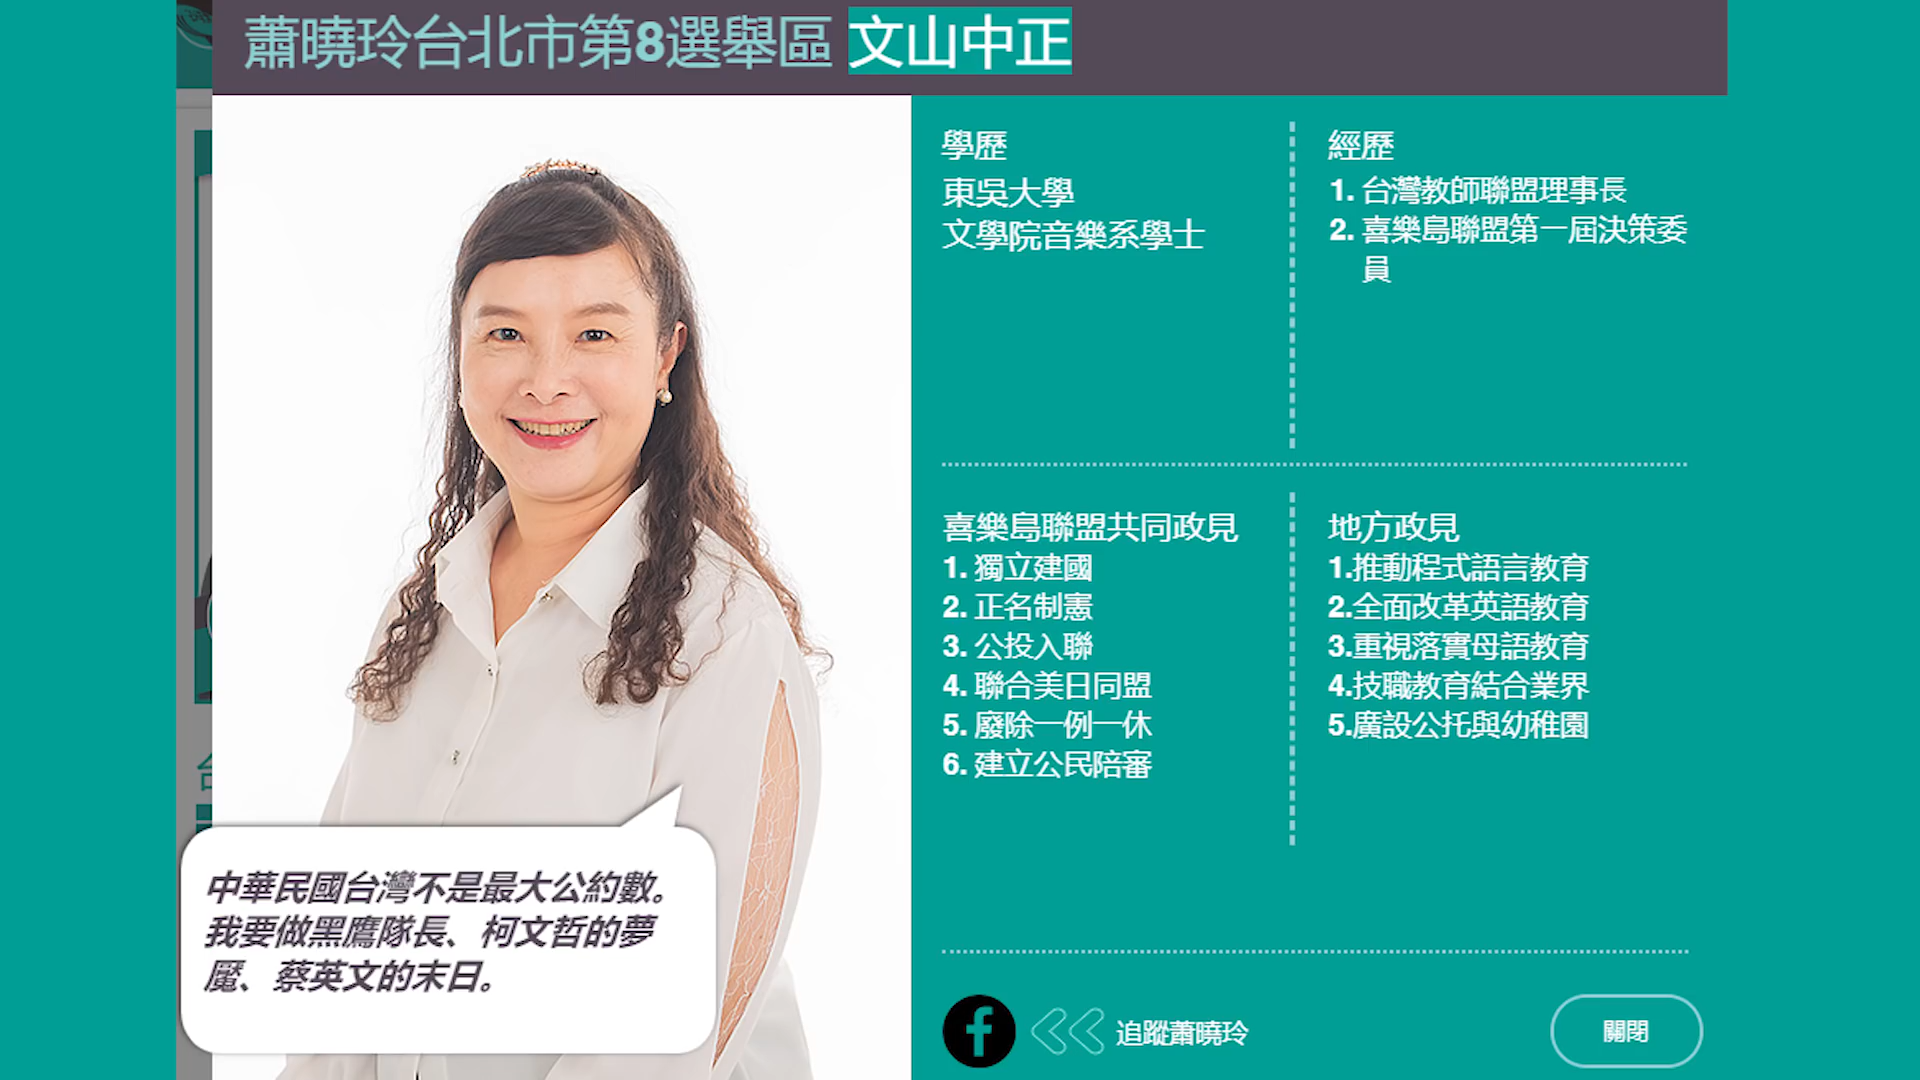 蕭曉玲台北市第8選舉區 文山中正
學歷
東吳大學
文學院音樂系學士
經歷
1. 台灣教師聯盟理事長
2. 喜樂島聯盟第一屆決策委
員
喜樂島聯盟共同政見
1. 獨立建國
2. 正名制憲
3. 公投入聯
4. 聯合美日同盟
5. 廢除一例一休
6. 建立公民陪審
地方政見
1.推動程式語言教育
2.全面改革英語教育
3.重視落實母語教育
4.技職教育結合業界
5.廣設公托與幼稚園
中華民國台灣不是最大公約數。
我要做黑鷹隊長、柯文哲的夢
魘、蔡英文的末日。
追蹤蕭曉玲
關閉